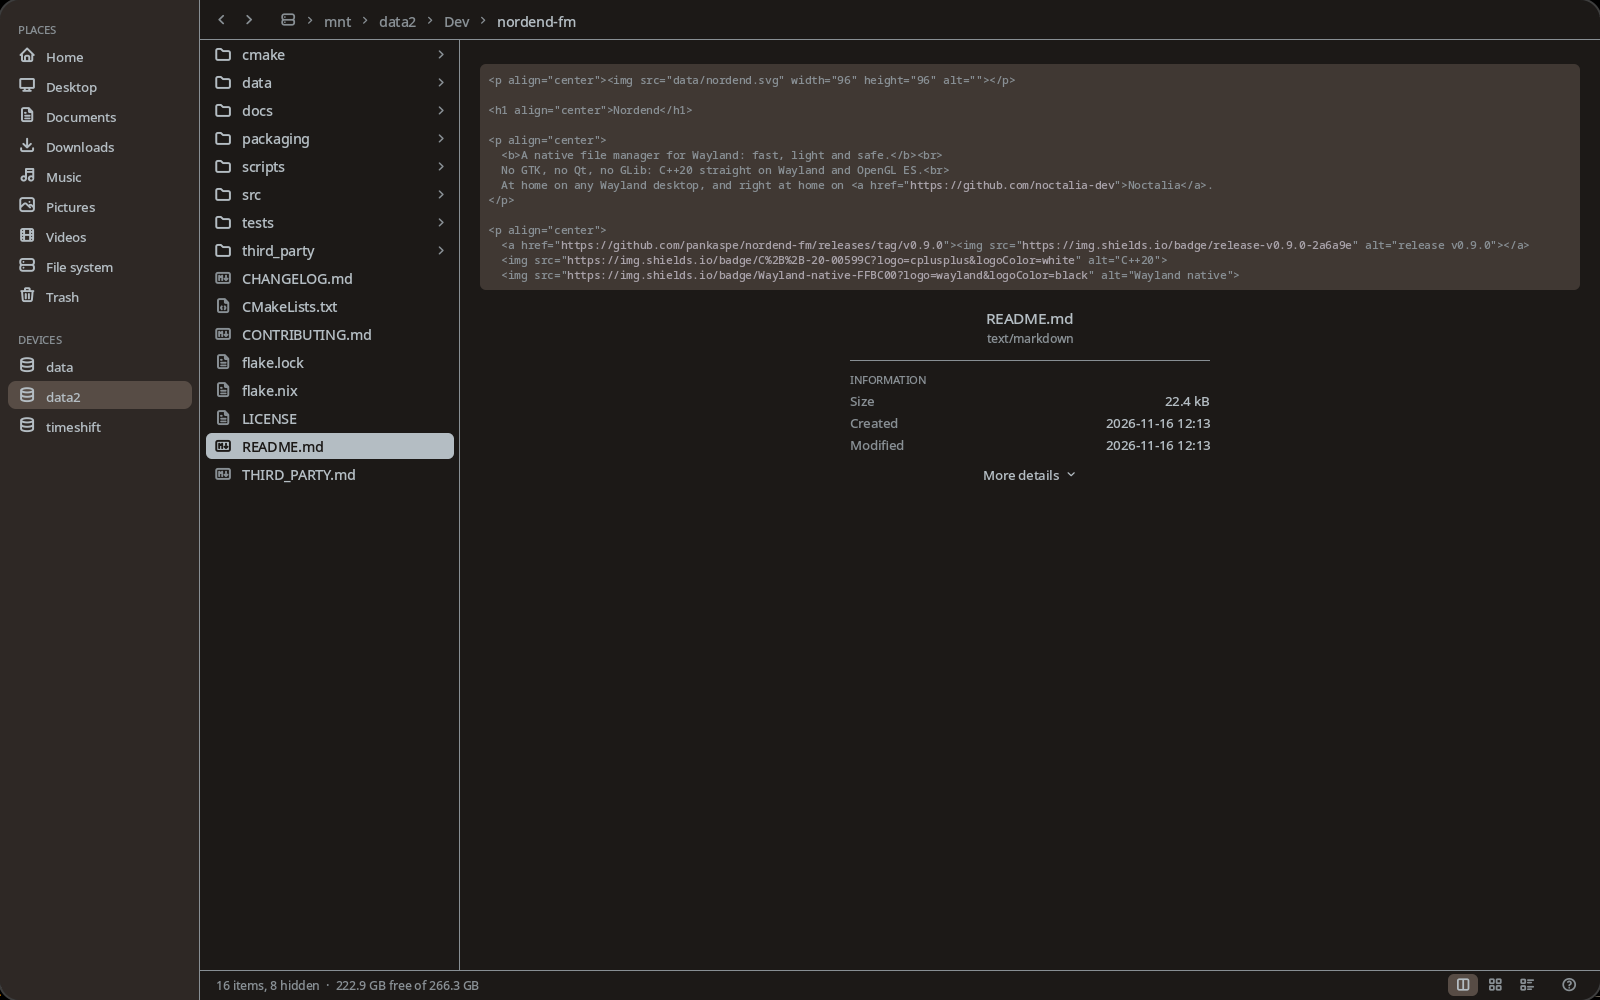 PLACES
Home
Desktop
Documents
Downloads
Music
Pictures
Videos
File system
Trash
DEVICES
data
data2
timeshift
mnt
data2
Dev
nordend-fm
cmake
data
docs
packaging
scripts
src
tests
third_party
CHANGELOG.md
CMakeLists.txt
CONTRIBUTING.md
flake.lock
flake.nix
LICENSE
README.md
THIRD_PARTY.md
<p align="center"><img src="data/nordend.svg" width="96" height="96" alt=""></p>
<h1 align="center">Nordend</h1>
<p align="center">
<b>A native file manager for Wayland: fast, light and safe.</b><br>
No GTK, no Qt, no GLib: C++20 straight on Wayland and OpenGL ES.<br>
At home on any Wayland desktop, and right at home on <a href="https://github.com/noctalia-dev">Noctalia</a>.
</p>
<p align="center">
<a href="https://github.com/pankaspe/nordend-fm/releases/tag/v0.9.0"><img src="https://img.shields.io/badge/release-v0.9.0-2a6a9e" alt="release v0.9.0"></a>
<img src="https://img.shields.io/badge/C%2B%2B-20-00599C?logo=cplusplus&logoColor=white" alt="C++20">
<img src="https://img.shields.io/badge/Wayland-native-FFBC00?logo=wayland&logoColor=black" alt="Wayland native">
README.md
text/markdown
INFORMATION
Size 22.4 kB
Created 2026-11-16 12:13
Modified 2026-11-16 12:13
More details
16 items, 8 hidden · 222.9 GB free of 266.3 GB